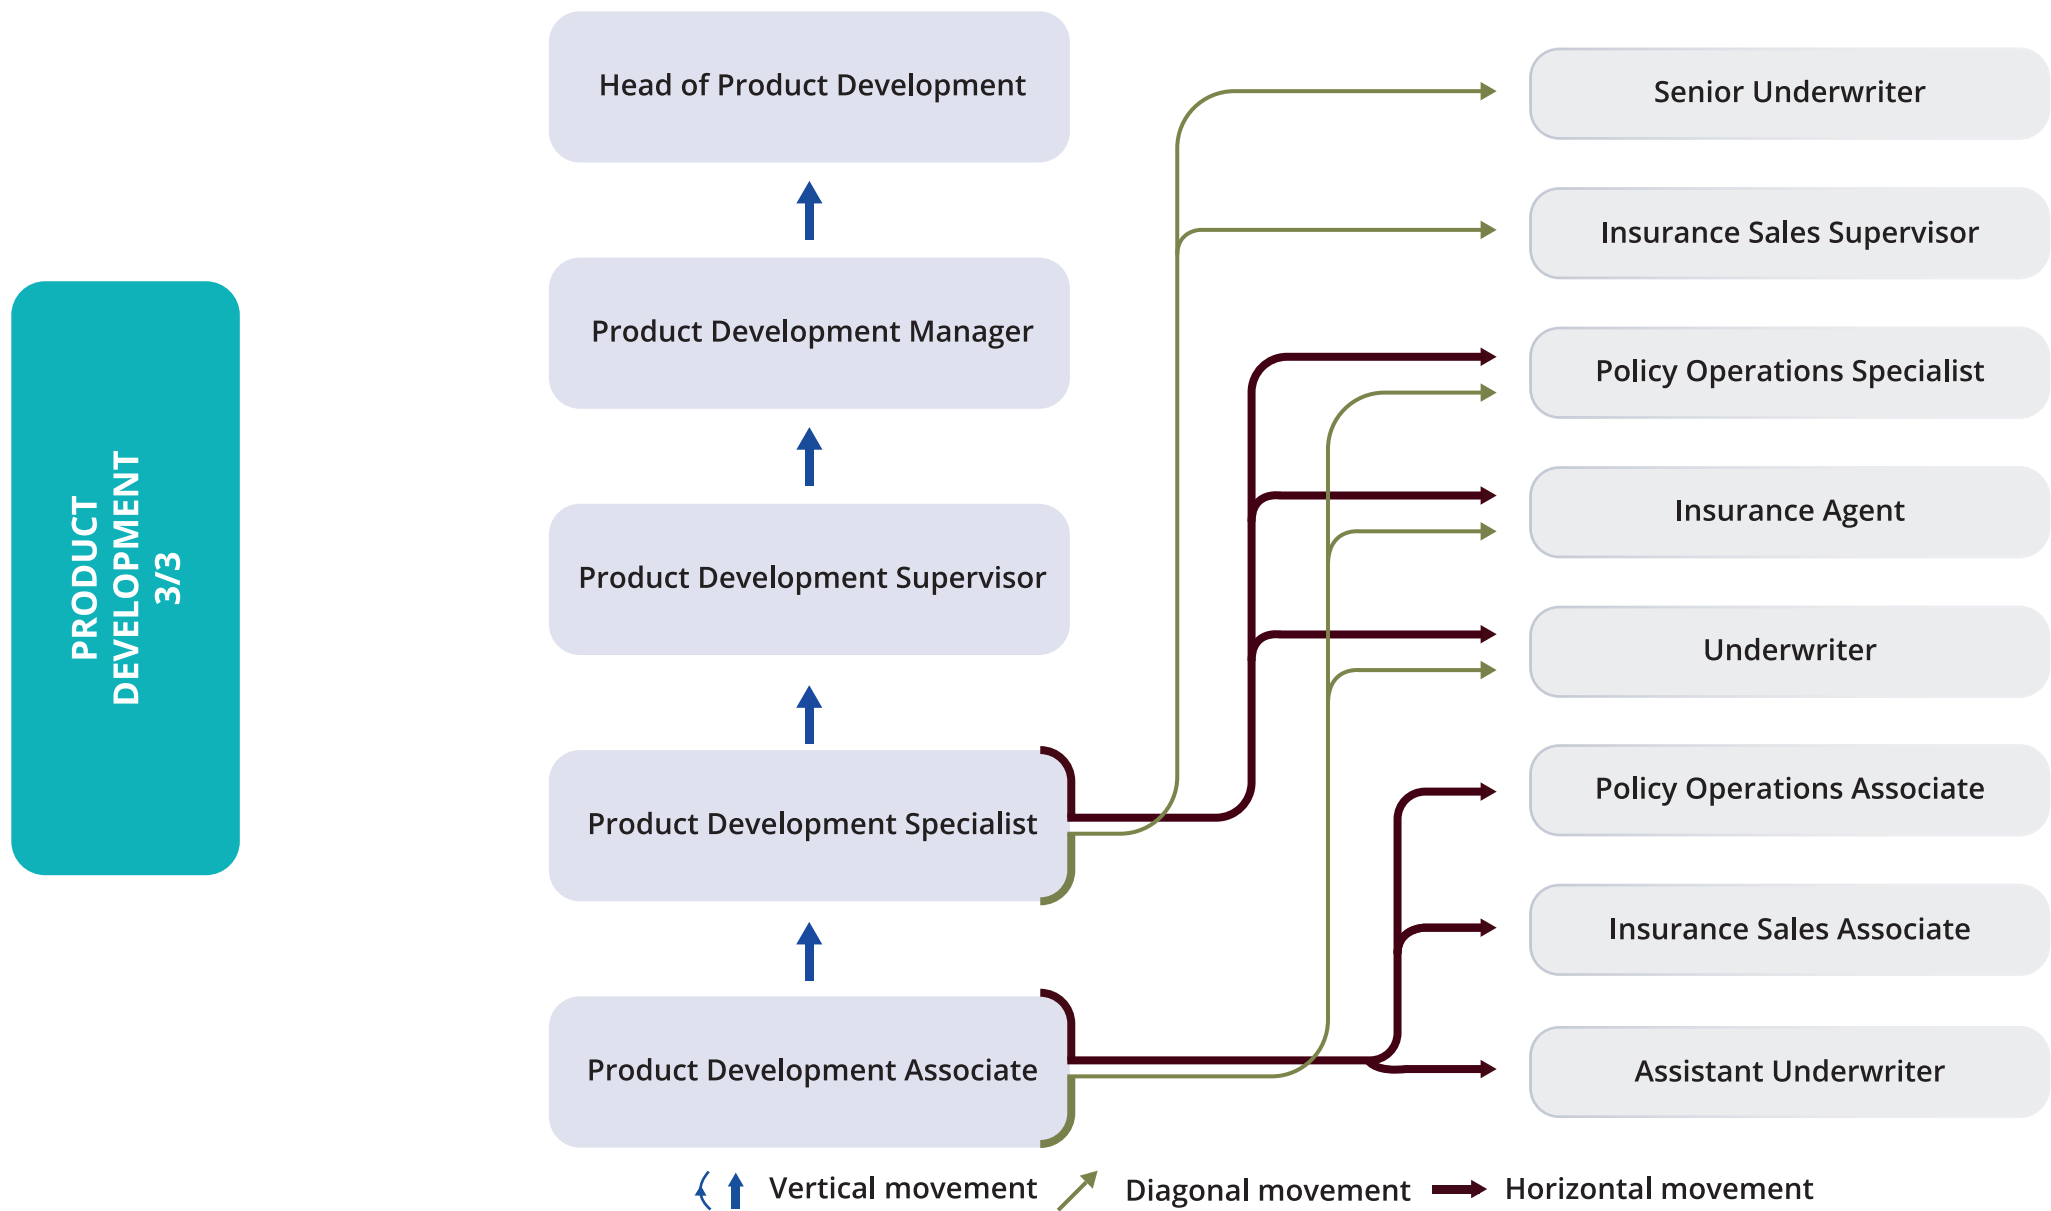 PRODUCT
DEVELOPMENT
3/3
Head of Product Development
Product Development Manager
Product Development Supervisor
Product Development Specialist
Product Development Associate
Senior Underwriter
Insurance Sales Supervisor
Policy Operations Specialist
Insurance Agent
Underwriter
Policy Operations Associate
Insurance Sales Associate
Assistant Underwriter
Vertical movement
Diagonal movement
Horizontal movement